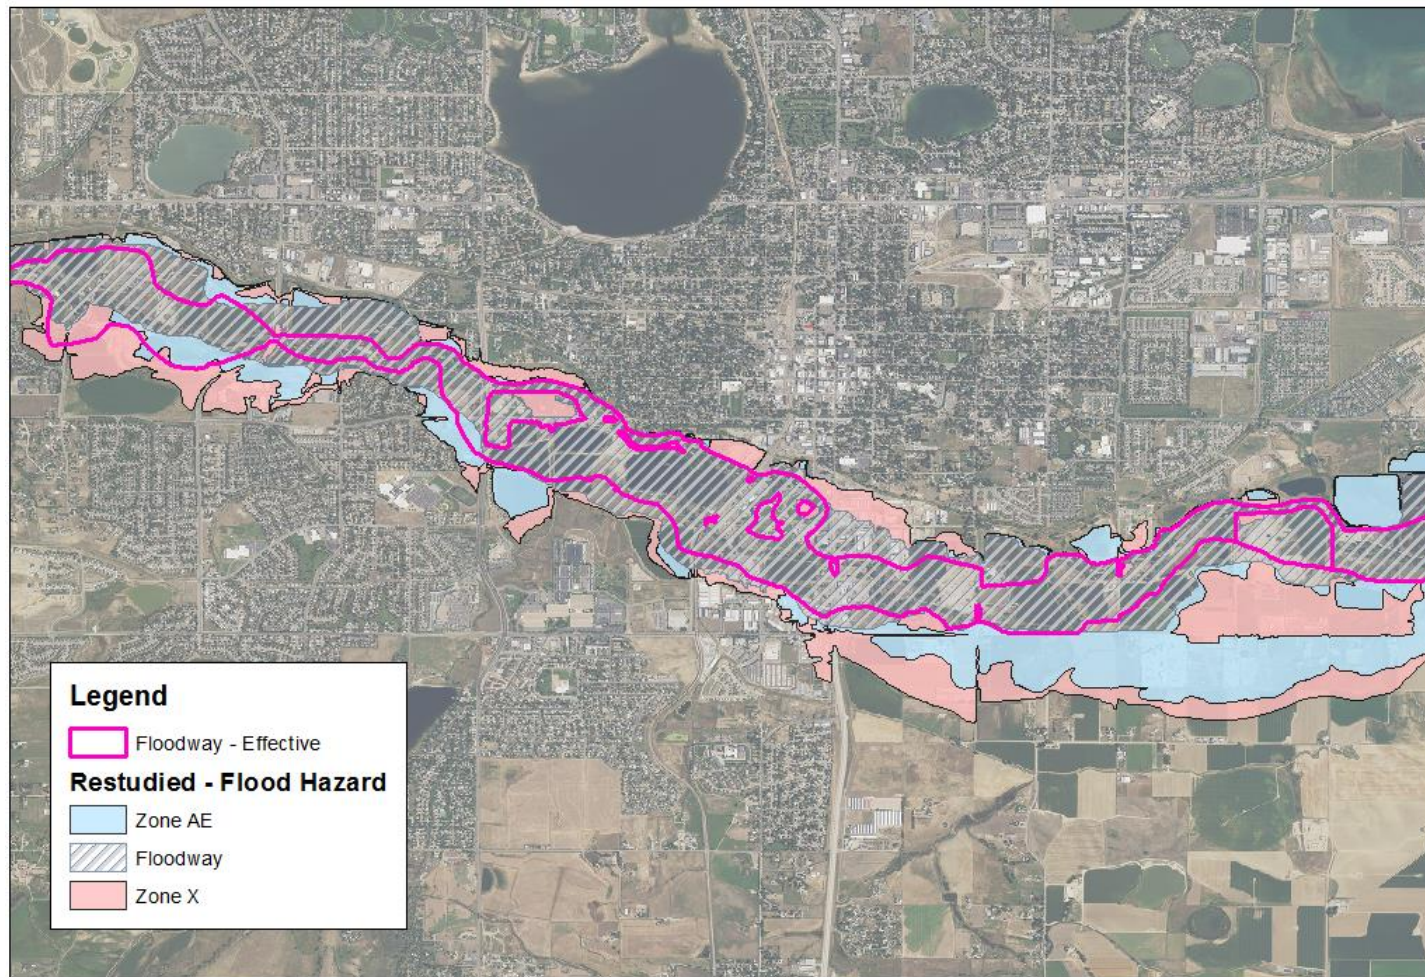 Legend
Floodway - Effective
Restudied - Flood Hazard
Zone AE
Floodway
Zone X